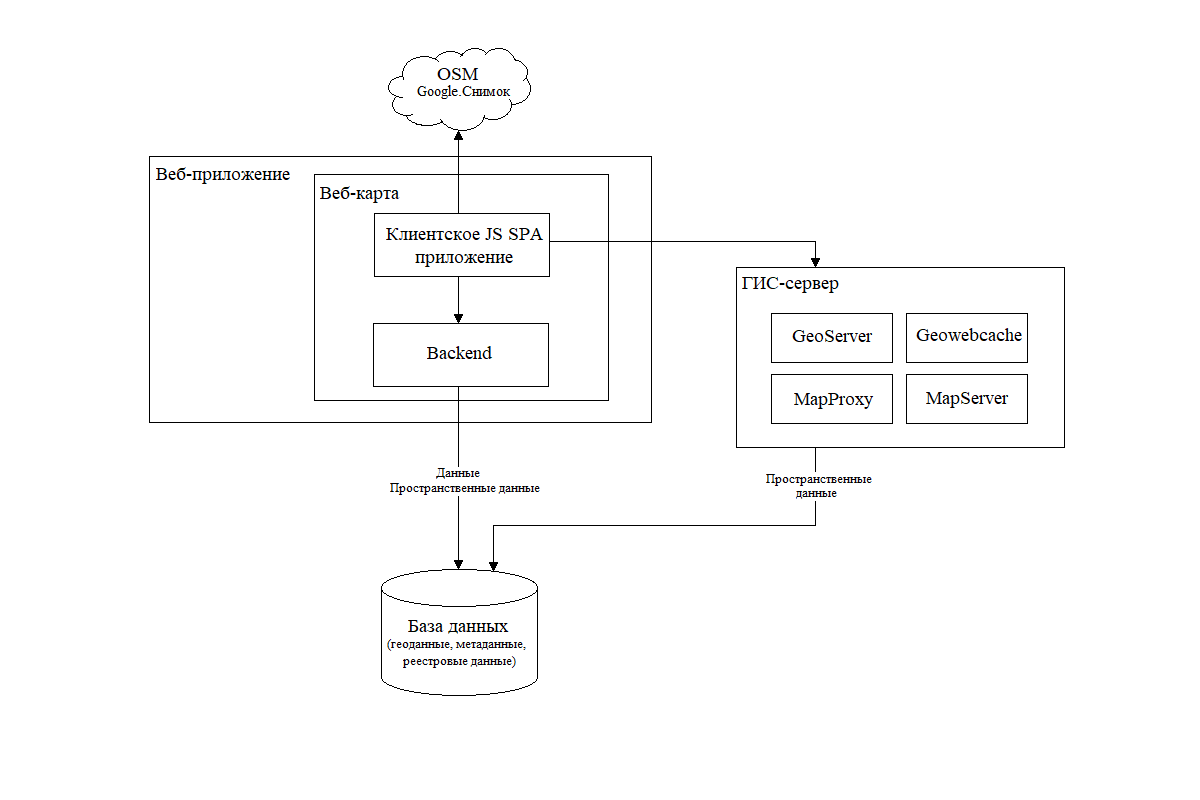 OSM
Google.Снимок
Веб-приложение
Веб-карта
Клиентское JS SPA
приложение
ГИС-сервер
GeoServer
Geowebcache
Backend
MapProxy
MapServer
Данные
Пространственные данные
Пространственные
данные
База данных
(геоданные, метаданные,
реестровые данные)